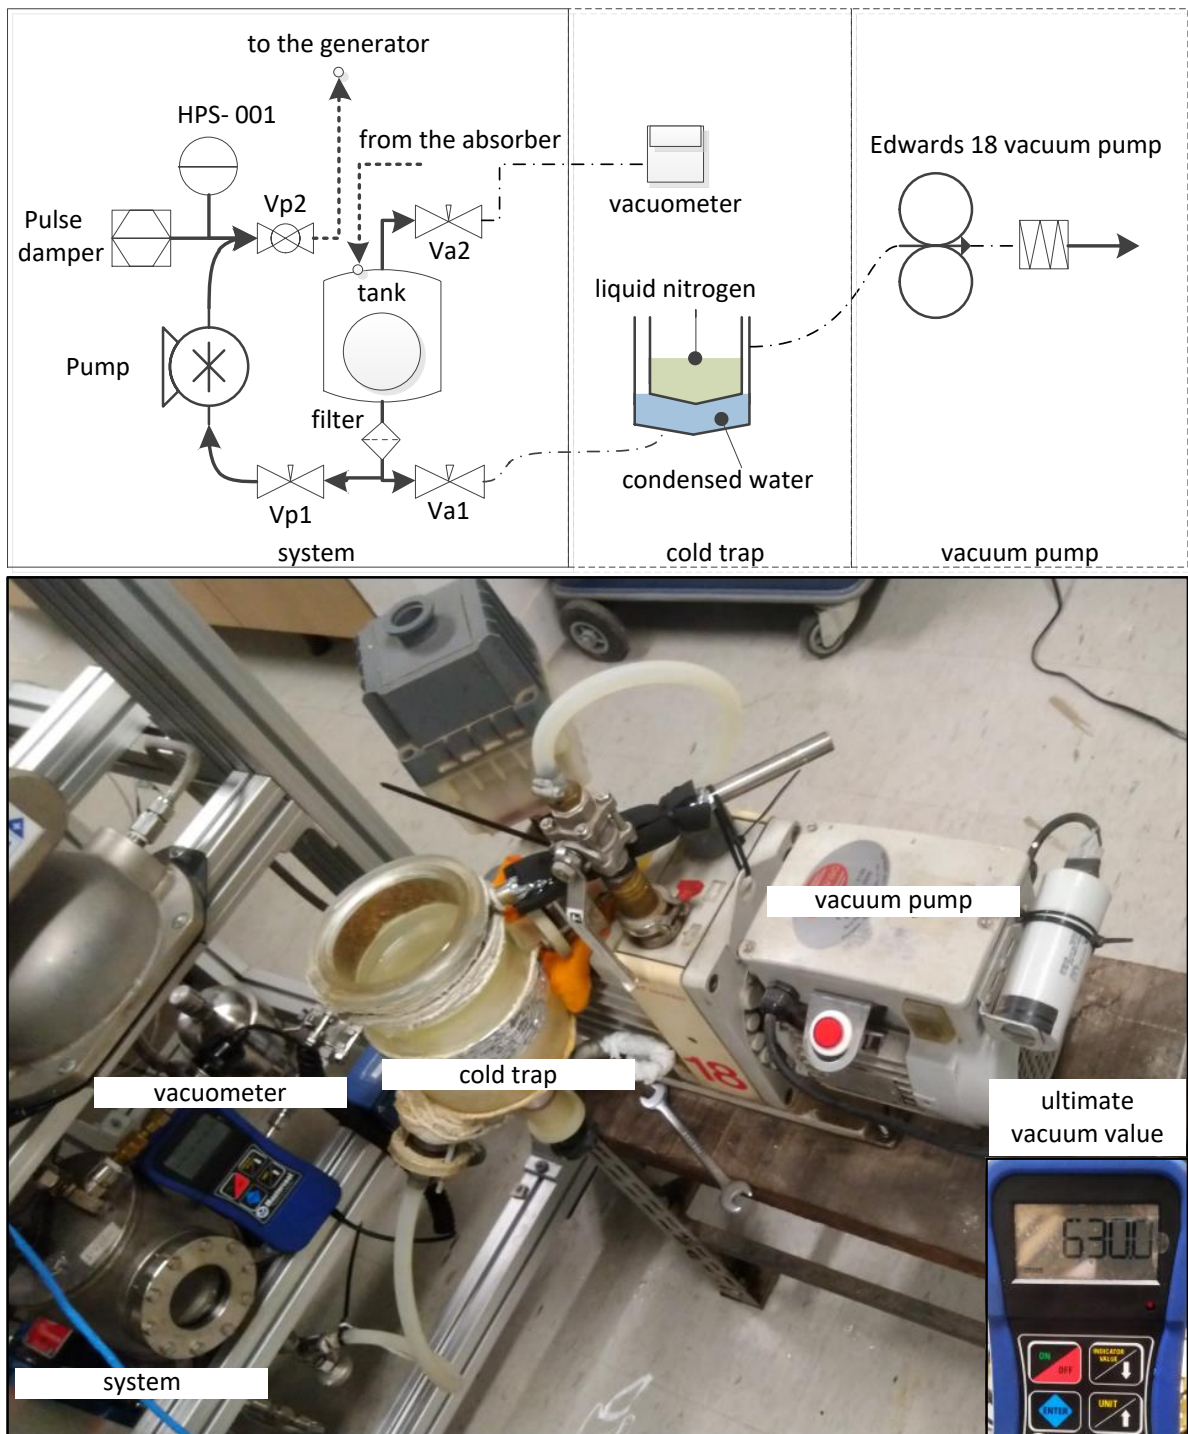 to the generator
HPS- 001
from the absorber
Edwards 18 vacuum pump
Pulse
damper
Vp2
Va2
vacuometer
tank
liquid nitrogen
Pump
filter
condensed water
Vp1
Va1
system
cold trap
vacuum pump
vacuum pump
18
cold trap
vacuometer
ultimate
vacuum value
630.0
system
ON
OFF
INDICATOR
VALUE
ENTER
UNIT